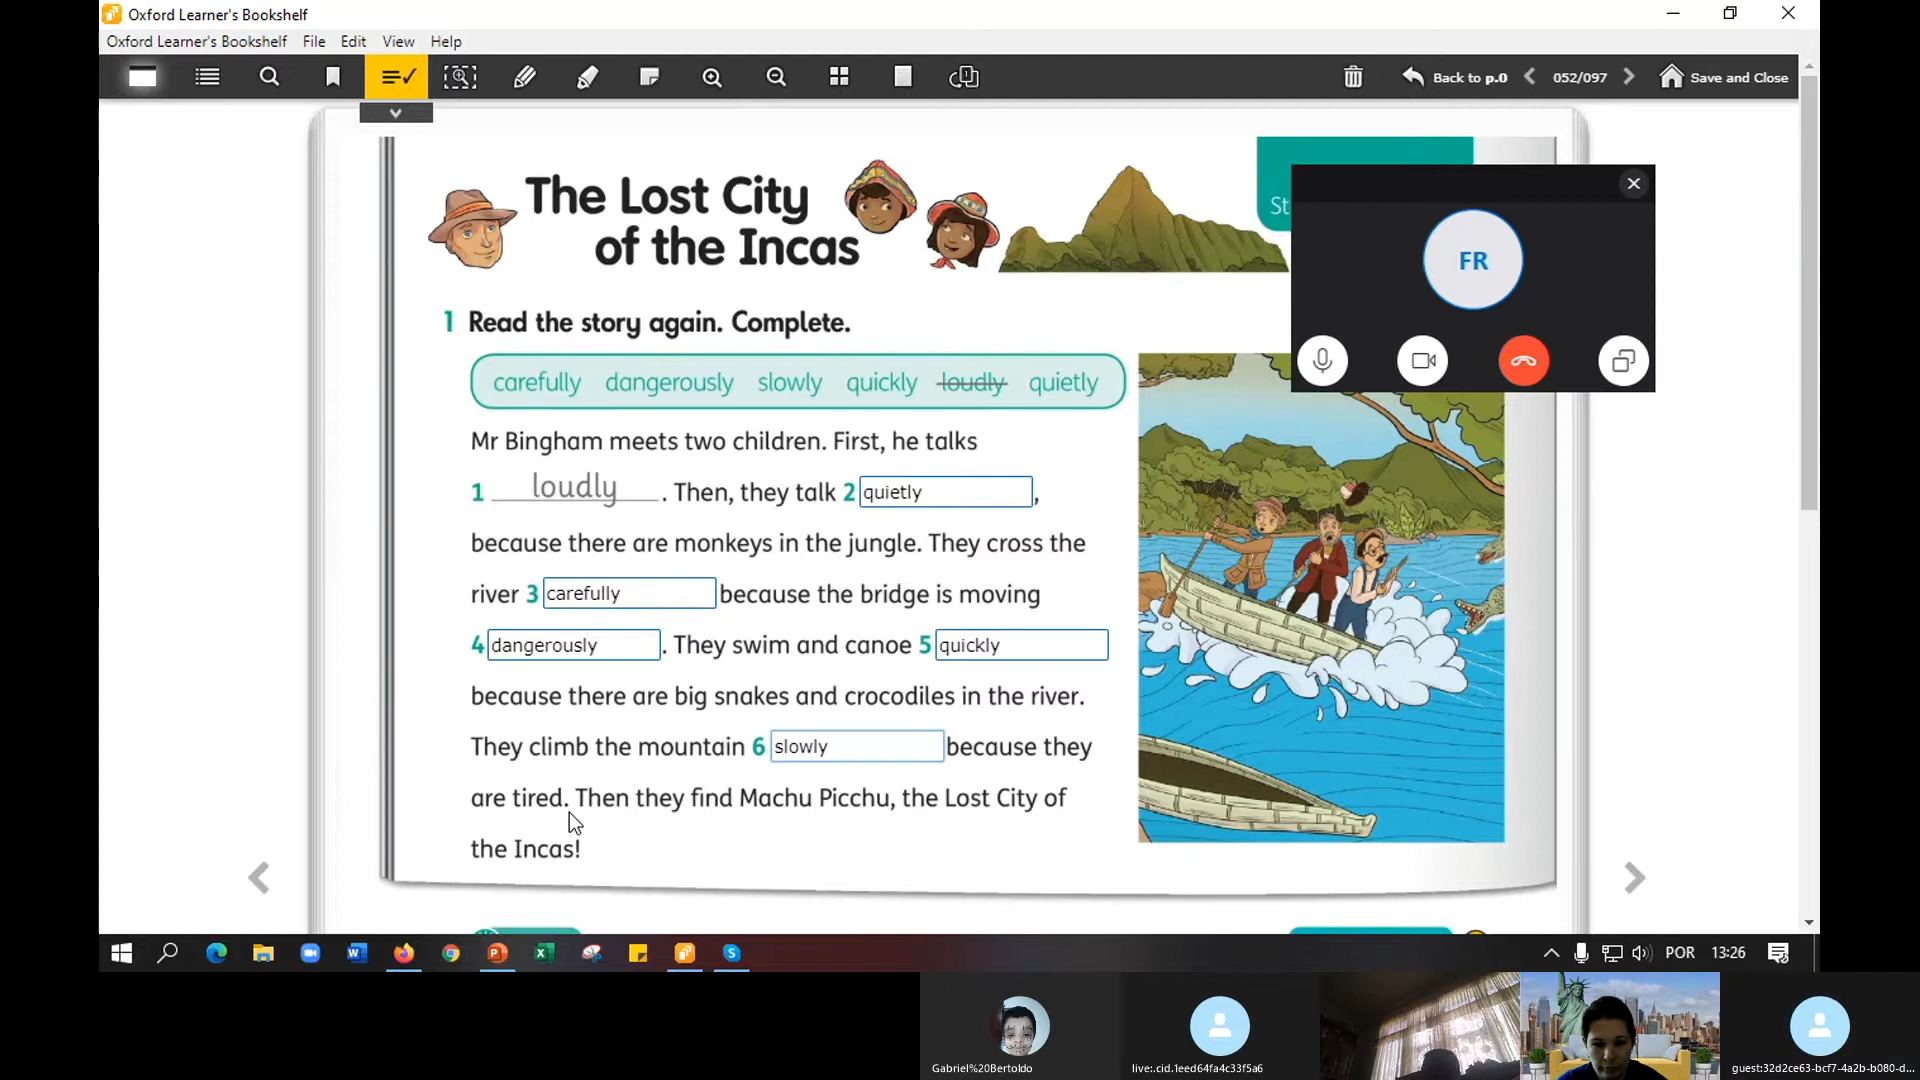 Oxford Learner's Bookshelf
Oxford Learner's Bookshelf File Edit View Help
Back to p.0 052/097 Save and Close
The Lost City
of the Incas
St
FR
1 Read the story again. Complete.
carefully dangerously slowly quickly loudly quietly
Mr Bingham meets two children. First, he talks
1 loudly . Then, they talk 2 quietly ,
because there are monkeys in the jungle. They cross the
river 3 carefully because the bridge is moving
4 dangerously . They swim and canoe 5 quickly
because there are big snakes and crocodiles in the river.
They climb the mountain 6 slowly because they
are tired. Then they find Machu Picchu, the Lost City of
the Incas!
POR 13:26
Gabriel%20Bertoldo live:.cid.1eed64fa4c33f5a6 guest:32d2ce63-bcf7-4a2b-b080-d...